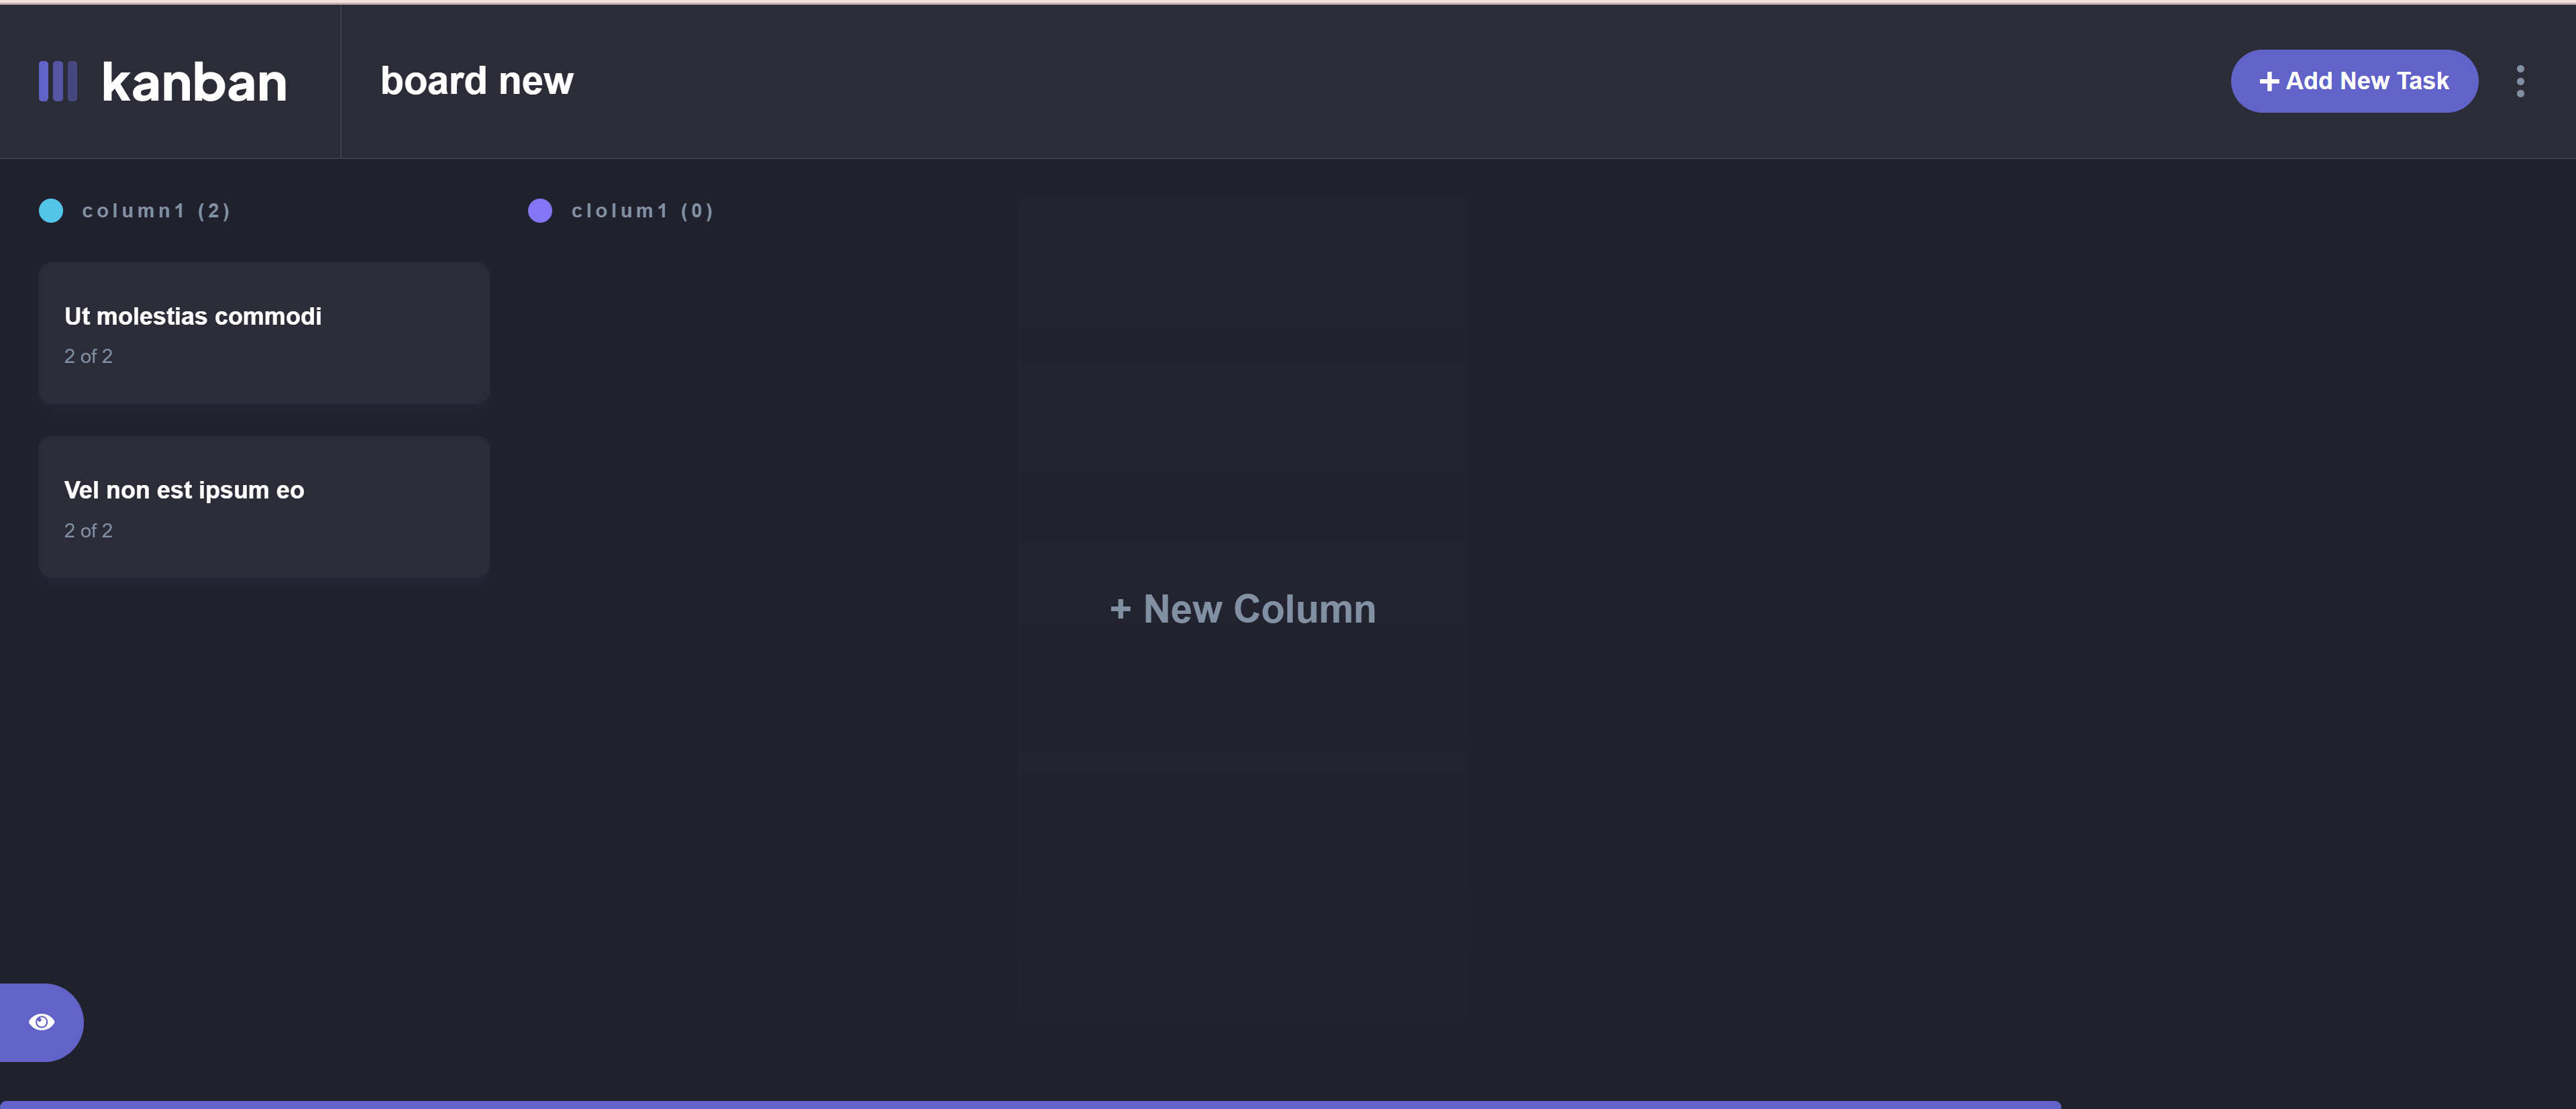 kanban
board new
+ Add New Task
column1 (2)
clolum1 (0)
Ut molestias commodi
2 of 2
Vel non est ipsum eo
2 of 2
+ New Column